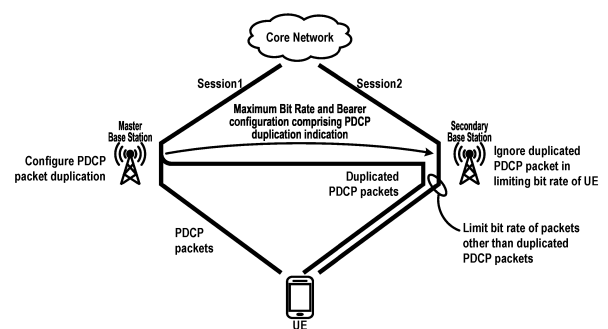 Core Network
Session1
Session2
Maximum Bit Rate and Bearer
configuration comprising PDCP
duplication indication
Master
Base Station
Secondary
Base Station
Configure PDCP
packet duplication
Ignore duplicated
PDCP packet in
limiting bit rate of UE
Duplicated
PDCP packets
PDCP
packets
Limit bit rate of packets
other than duplicated
PDCP packets
UE